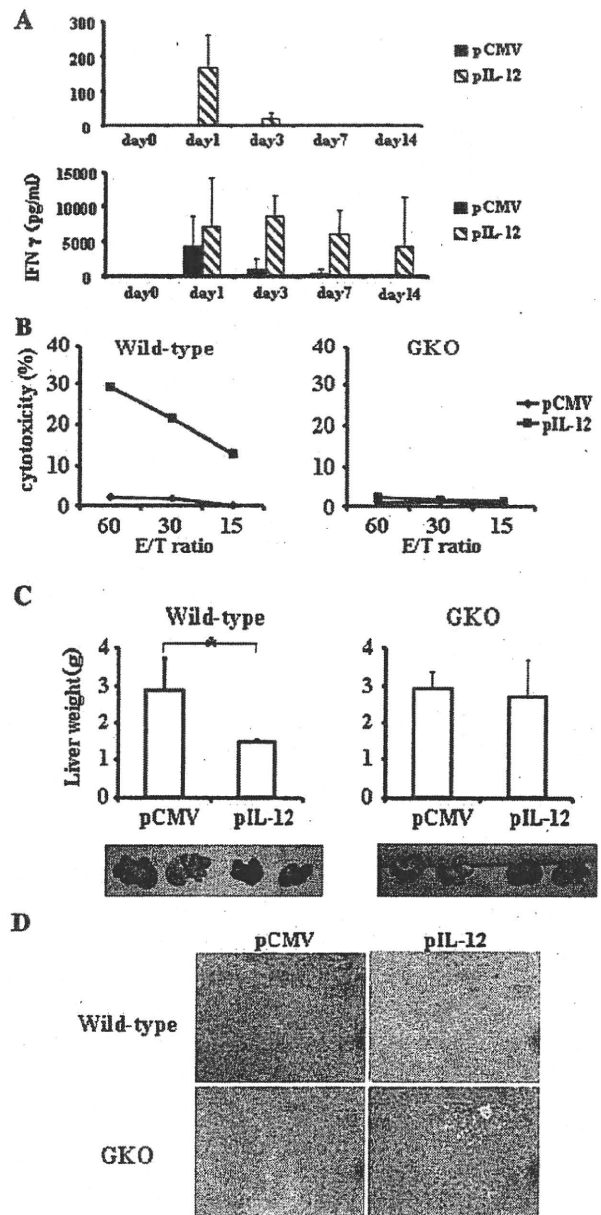 A
300
200
100
0
day0 day1 day3 day7 day14
pCMV
pIL-12
IFN γ (pg/ml)
15000
10000
5000
0
day0 day1 day3 day7 day14
pCMV
pIL-12
B
Wild-type
cytotoxicity (%)
40
30
20
10
0
60 30 15
E/T ratio
GKO
40
30
20
10
0
60 30 15
E/T ratio
pCMV
pIL-12
C
Wild-type
*
Liver weight(g)
4
3
2
1
0
pCMV pIL-12
GKO
4
3
2
1
0
pCMV pIL-12
D
pCMV pIL-12
Wild-type
GKO